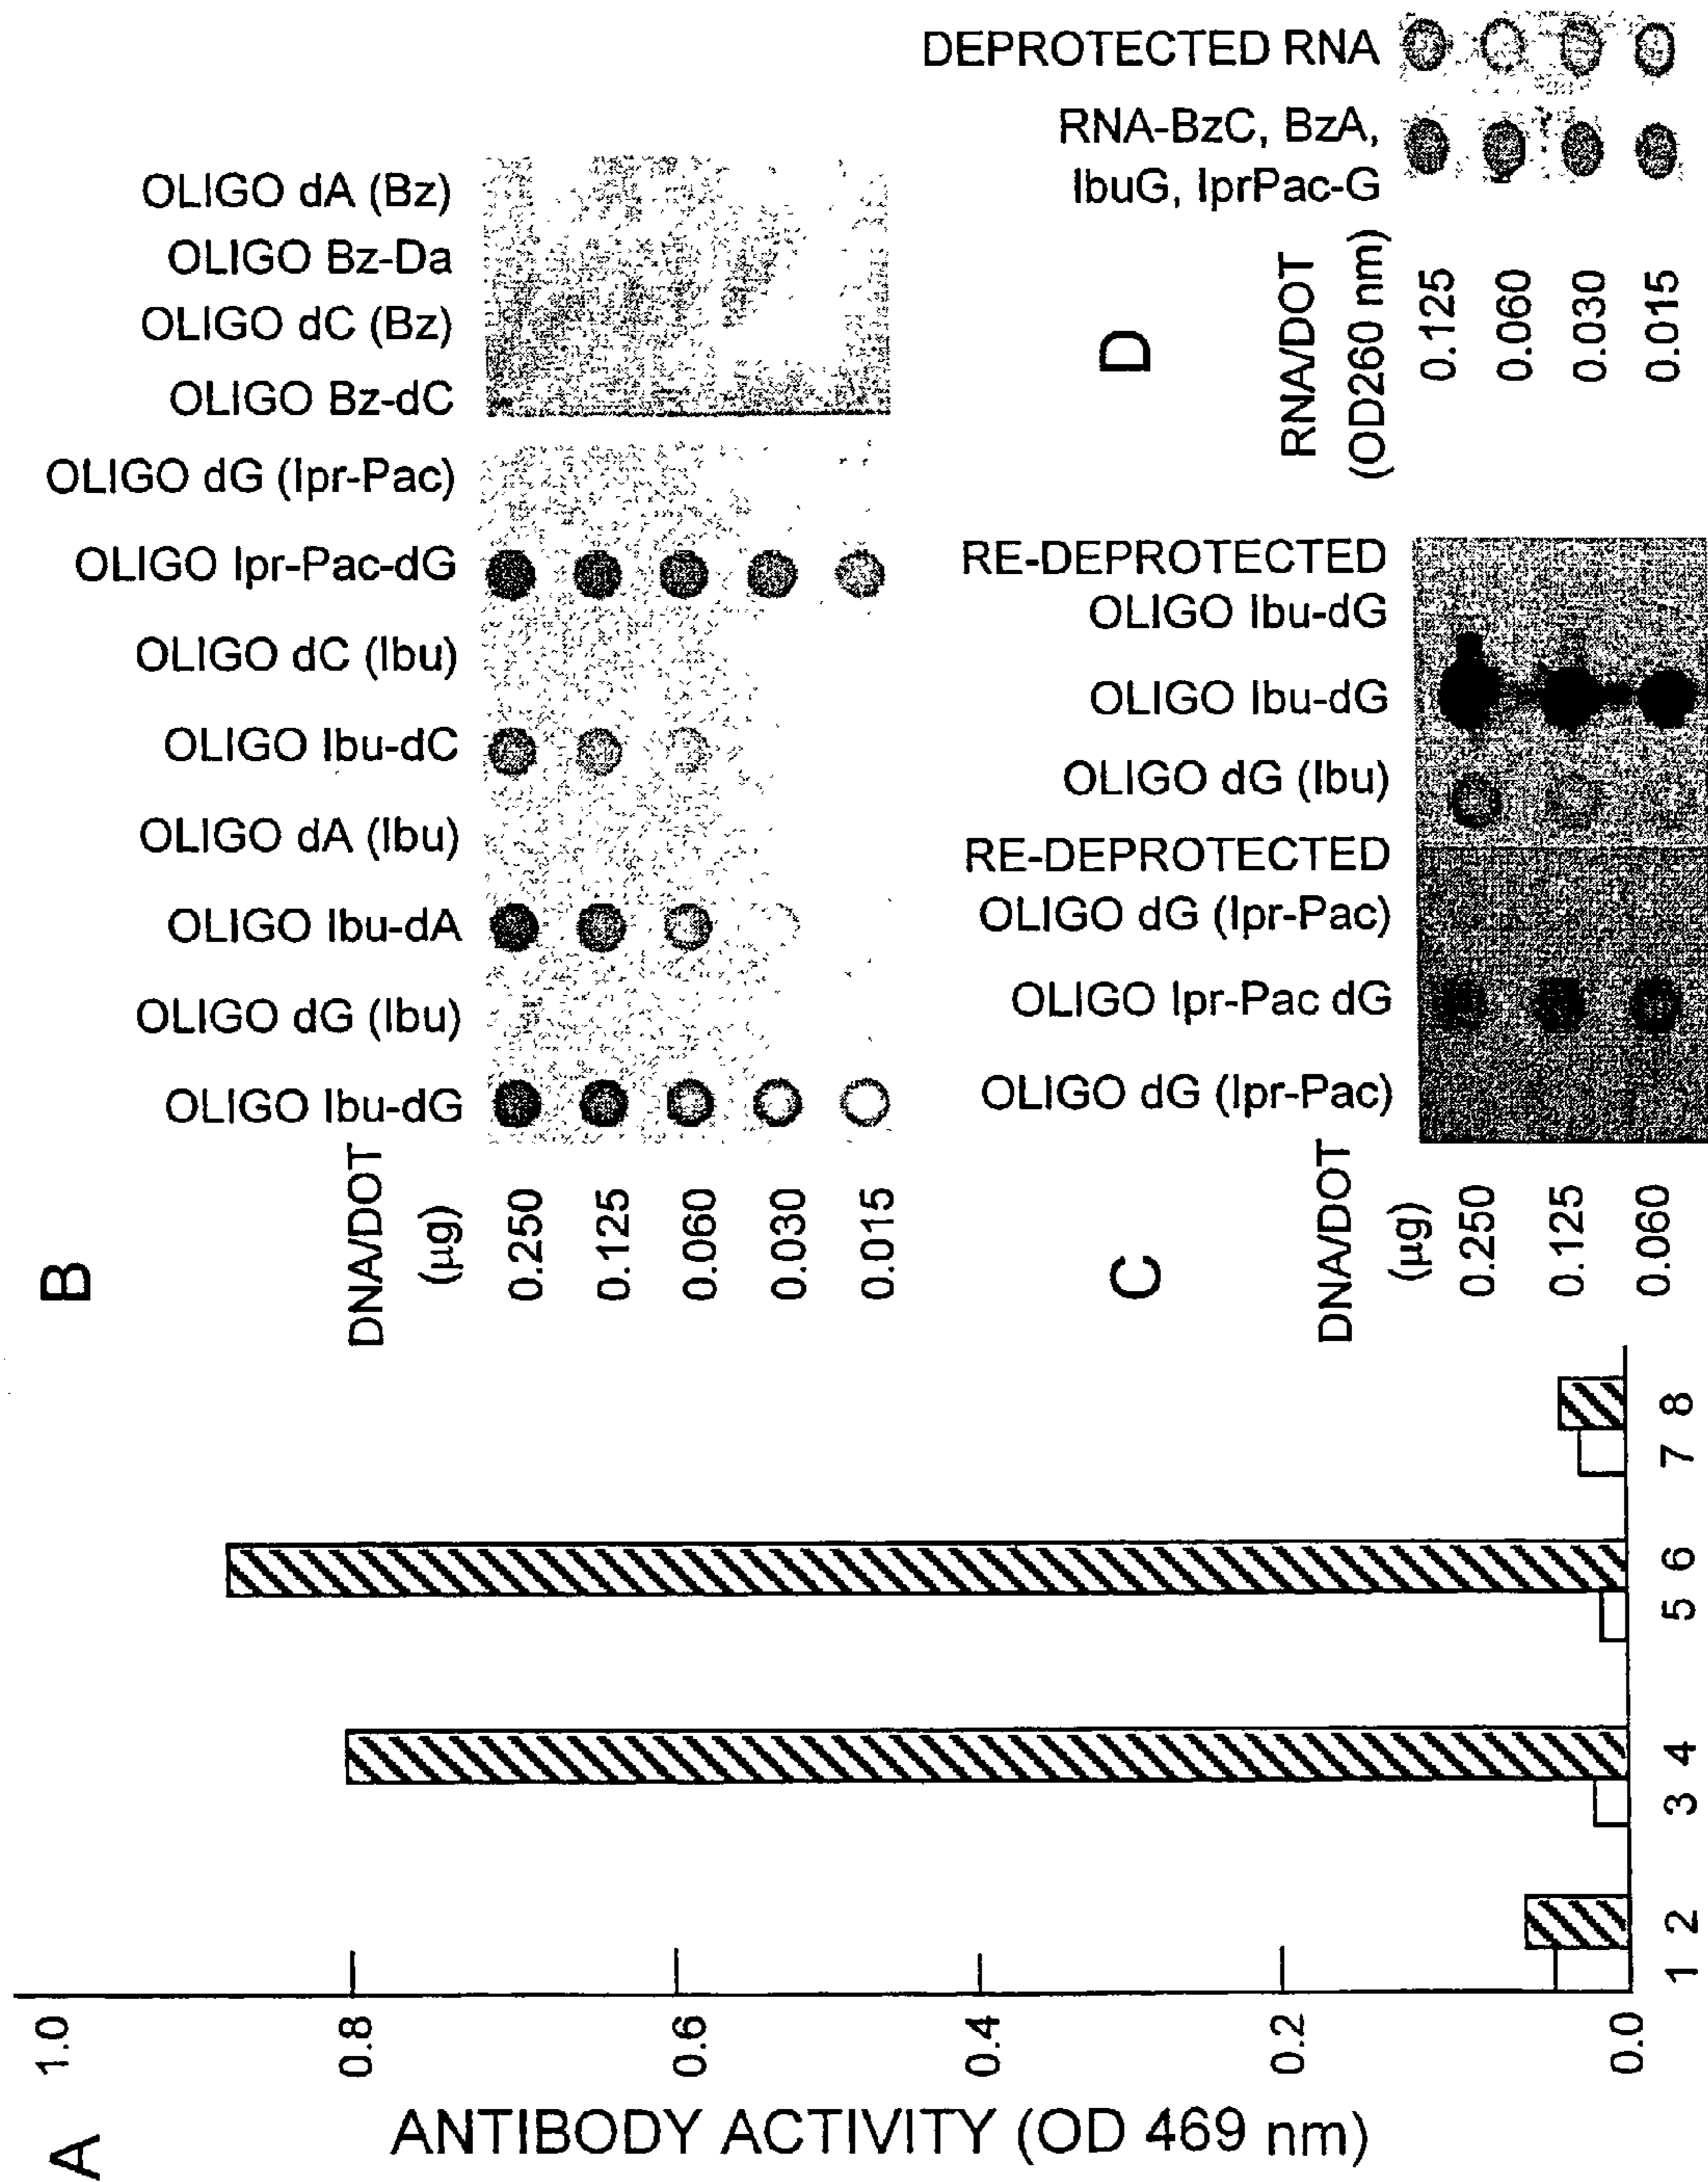 A
ANTIBODY ACTIVITY (OD 469 nm)
1.0
0.8
0.6
0.4
0.2
0.0
1 2 3 4 5 6 7 8
B
DNA/DOT
(µg)
0.250
0.125
0.060
0.030
0.015
OLIGO Ibu-dG
OLIGO dG (Ibu)
OLIGO Ibu-dA
OLIGO dA (Ibu)
OLIGO Ibu-dC
OLIGO dC (Ibu)
OLIGO Ipr-Pac-dG
OLIGO dG (Ipr-Pac)
OLIGO Bz-dC
OLIGO dC (Bz)
OLIGO Bz-Da
OLIGO dA (Bz)
C
DNA/DOT
(µg)
0.250
0.125
0.060
OLIGO dG (Ipr-Pac)
OLIGO Ipr-Pac dG
RE-DEPROTECTED
OLIGO dG (Ipr-Pac)
OLIGO dG (Ibu)
OLIGO Ibu-dG
RE-DEPROTECTED
OLIGO Ibu-dG
D
RNA/DOT
(OD260 nm)
0.125
0.060
0.030
0.015
RNA-BzC, BzA,
IbuG, IprPac-G
DEPROTECTED RNA